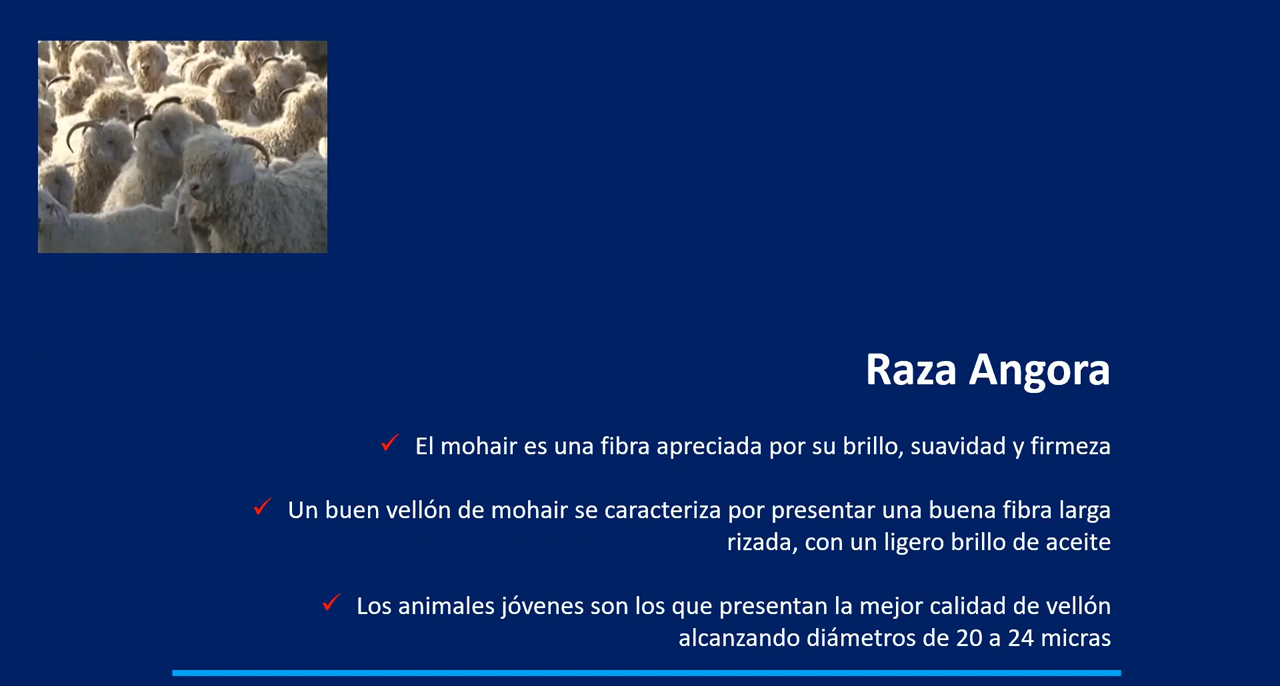 Raza Angora
✓ El mohair es una fibra apreciada por su brillo, suavidad y firmeza
✓ Un buen vellón de mohair se caracteriza por presentar una buena fibra larga
rizada, con un ligero brillo de aceite
✓ Los animales jóvenes son los que presentan la mejor calidad de vellón
alcanzando diámetros de 20 a 24 micras